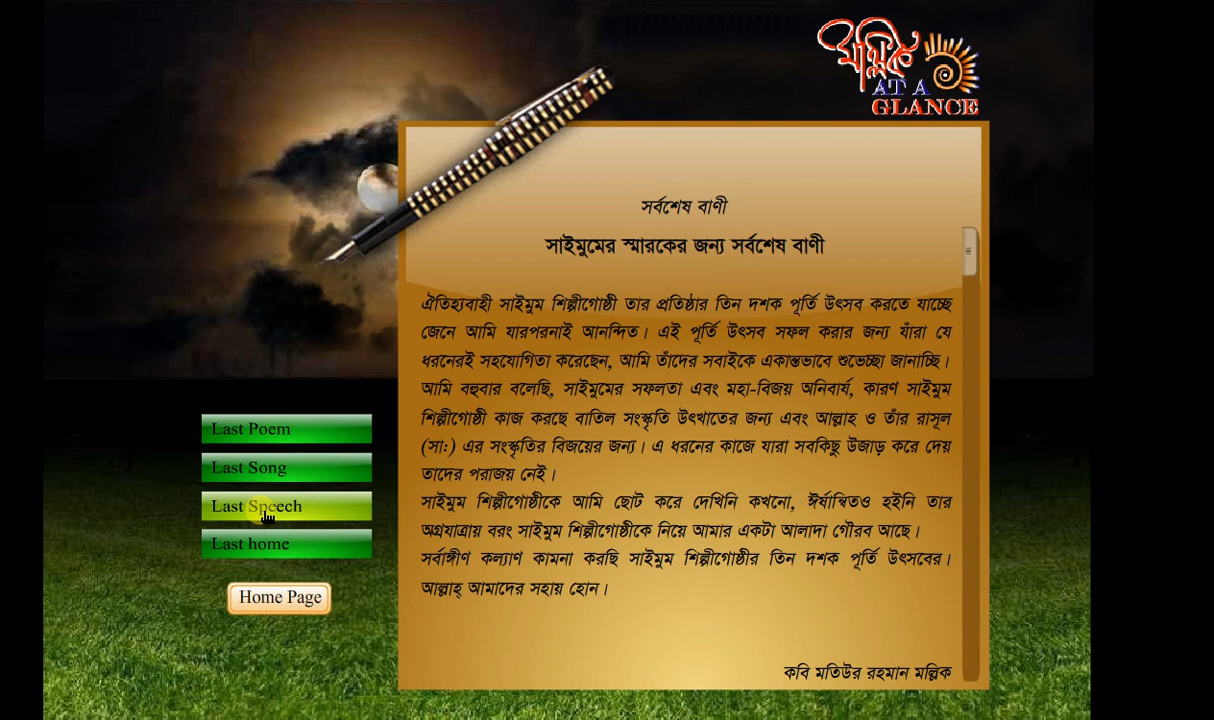 মল্লিক
AT A
GLANCE
সর্বশেষ বাণী
সাইমুমের স্মারকের জন্য সর্বশেষ বাণী
ঐতিহ্যবাহী সাইমুম শিল্পীগোষ্ঠী তার প্রতিষ্ঠার তিন দশক পূর্তি উৎসব করতে যাচ্ছে
জেনে আমি যারপরনাই আনন্দিত। এই পূর্তি উৎসব সফল করার জন্য যাঁরা যে
ধরনেরই সহযোগিতা করেছেন, আমি তাঁদের সবাইকে একান্তভাবে শুভেচ্ছা জানাচ্ছি।
আমি বহুবার বলেছি, সাইমুমের সফলতা এবং মহা-বিজয় অনিবার্য, কারণ সাইমুম
শিল্পীগোষ্ঠী কাজ করছে বাতিল সংস্কৃতি উৎখাতের জন্য এবং আল্লাহ ও তাঁর রাসূল
(সা:) এর সংস্কৃতির বিজয়ের জন্য। এ ধরনের কাজে যারা সবকিছু উজাড় করে দেয়
তাদের পরাজয় নেই।
সাইমুম শিল্পীগোষ্ঠীকে আমি ছোট করে দেখিনি কখনো, ঈর্ষান্বিতও হইনি তার
অগ্রযাত্রায় বরং সাইমুম শিল্পীগোষ্ঠীকে নিয়ে আমার একটা আলাদা গৌরব আছে।
সর্বাঙ্গীণ কল্যাণ কামনা করছি সাইমুম শিল্পীগোষ্ঠীর তিন দশক পূর্তি উৎসবের।
আল্লাহ্ আমাদের সহায় হোন।
কবি মতিউর রহমান মল্লিক
Last Poem
Last Song
Last Speech
Last home
Home Page